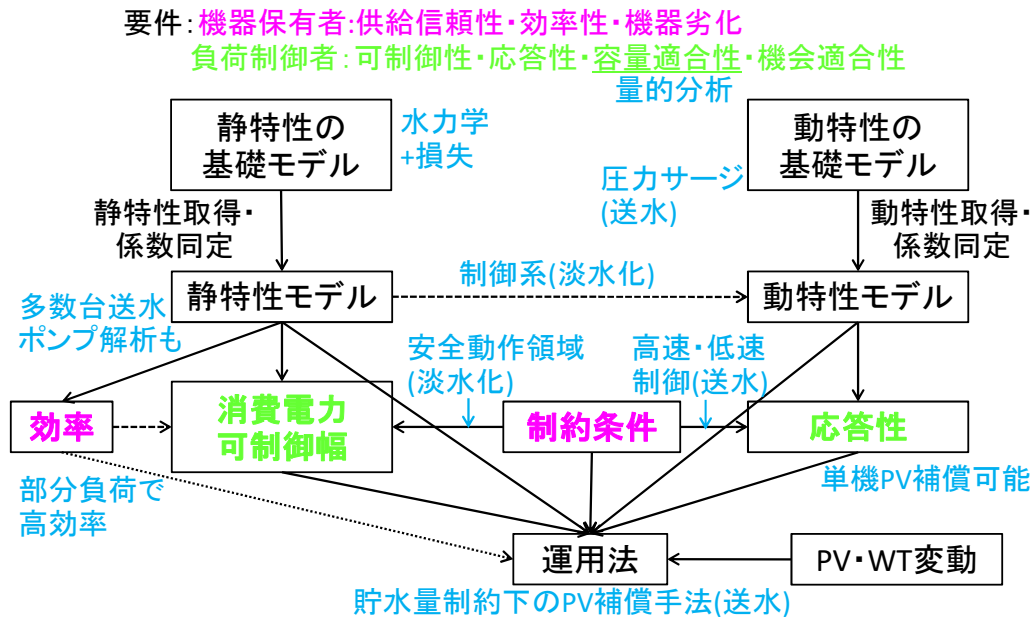 要件:機器保有者:供給信頼性・効率性・機器劣化
負荷制御者:可制御性・応答性・容量適合性・機会適合性
量的分析
静特性の
基礎モデル
水力学
+損失
動特性の
基礎モデル
圧力サージ
(送水)
静特性取得・
係数同定
動特性取得・
係数同定
静特性モデル
制御系(淡水化)
動特性モデル
多数台送水
ポンプ解析も
安全動作領域
(淡水化)
高速・低速
制御(送水)
効率
消費電力
可制御幅
制約条件
応答性
部分負荷で
高効率
単機PV補償可能
運用法
PV・WT変動
貯水量制約下のPV補償手法(送水)